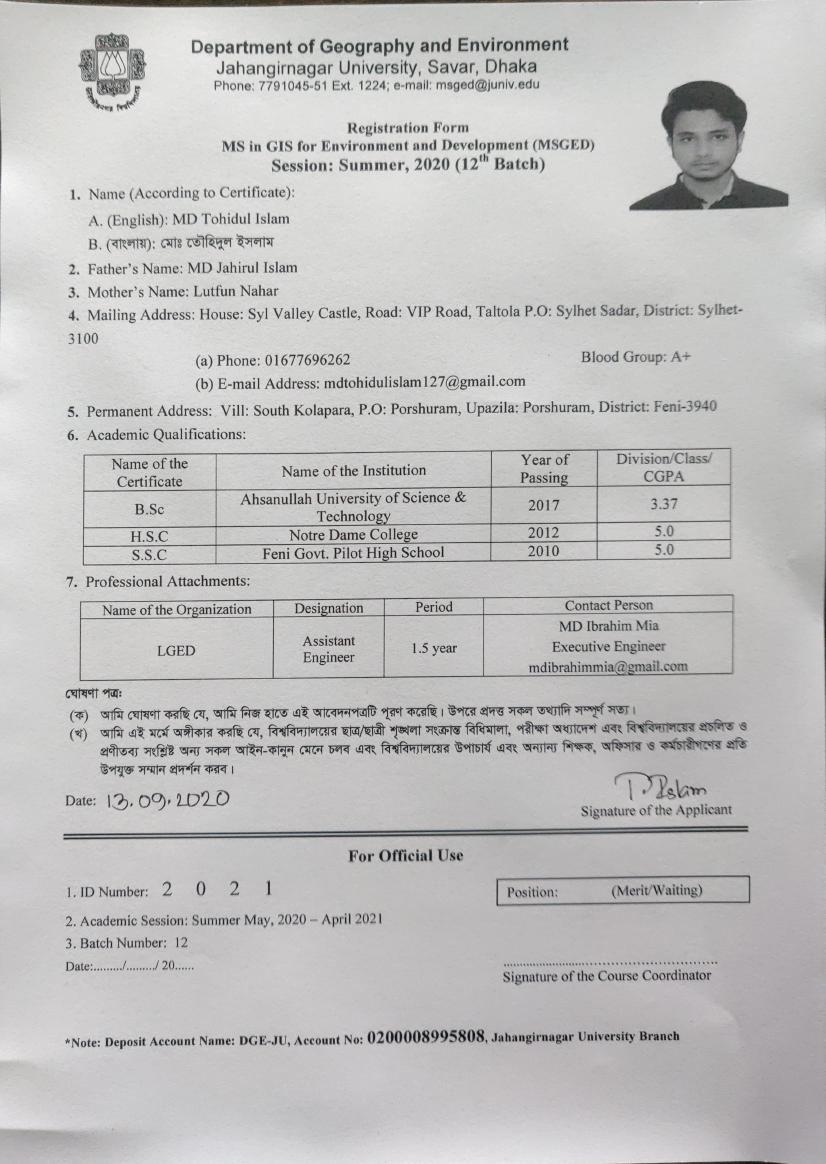 Department of Geography and Environment
Jahangirnagar University, Savar, Dhaka
Phone: 7791045-51 Ext. 1224; e-mail: msged@juniv.edu
Registration Form
MS in GIS for Environment and Development (MSGED)
Session: Summer, 2020 (12th Batch)
1. Name (According to Certificate):
A. (English): MD Tohidul Islam
B. (বাংলায়): মোঃ তৌহিদুল ইসলাম
2. Father's Name: MD Jahirul Islam
3. Mother's Name: Lutfun Nahar
4. Mailing Address: House: Syl Valley Castle, Road: VIP Road, Taltola P.O: Sylhet Sadar, District: Sylhet-
3100
(a) Phone: 01677696262 Blood Group: A+
(b) E-mail Address: mdtohidulislam127@gmail.com
5. Permanent Address: Vill: South Kolapara, P.O: Porshuram, Upazila: Porshuram, District: Feni-3940
6. Academic Qualifications:
Name of the Certificate Name of the Institution Year of Passing Division/Class/ CGPA
B.Sc Ahsanullah University of Science & Technology 2017 3.37
H.S.C Notre Dame College 2012 5.0
S.S.C Feni Govt. Pilot High School 2010 5.0
7. Professional Attachments:
Name of the Organization Designation Period Contact Person
LGED Assistant Engineer 1.5 year MD Ibrahim Mia
Executive Engineer
mdibrahimmia@gmail.com
ঘোষণা পত্র:
(ক) আমি ঘোষণা করছি যে, আমি নিজ হাতে এই আবেদনপত্রটি পূরণ করেছি। উপরে প্রদত্ত সকল তথ্যাদি সম্পূর্ণ সত্য।
(খ) আমি এই মর্মে অঙ্গীকার করছি যে, বিশ্ববিদ্যালয়ের ছাত্র/ছাত্রী শৃঙ্খলা সংক্রান্ত বিধিমালা, পরীক্ষা অধ্যাদেশ এবং বিশ্ববিদ্যালয়ের প্রচলিত ও
প্রণীতব্য সংশ্লিষ্ট অন্য সকল আইন-কানুন মেনে চলব এবং বিশ্ববিদ্যালয়ের উপাচার্য এবং অন্যান্য শিক্ষক, অফিসার ও কর্মচারীগণের প্রতি
উপযুক্ত সম্মান প্রদর্শন করব।
Date: 13.09.2020
T. Islam
Signature of the Applicant
For Official Use
1. ID Number: 2 0 2 1 Position: (Merit/Waiting)
2. Academic Session: Summer May, 2020 – April 2021
3. Batch Number: 12
Date:........./........./ 20......
Signature of the Course Coordinator
*Note: Deposit Account Name: DGE-JU, Account No: 0200008995808, Jahangirnagar University Branch